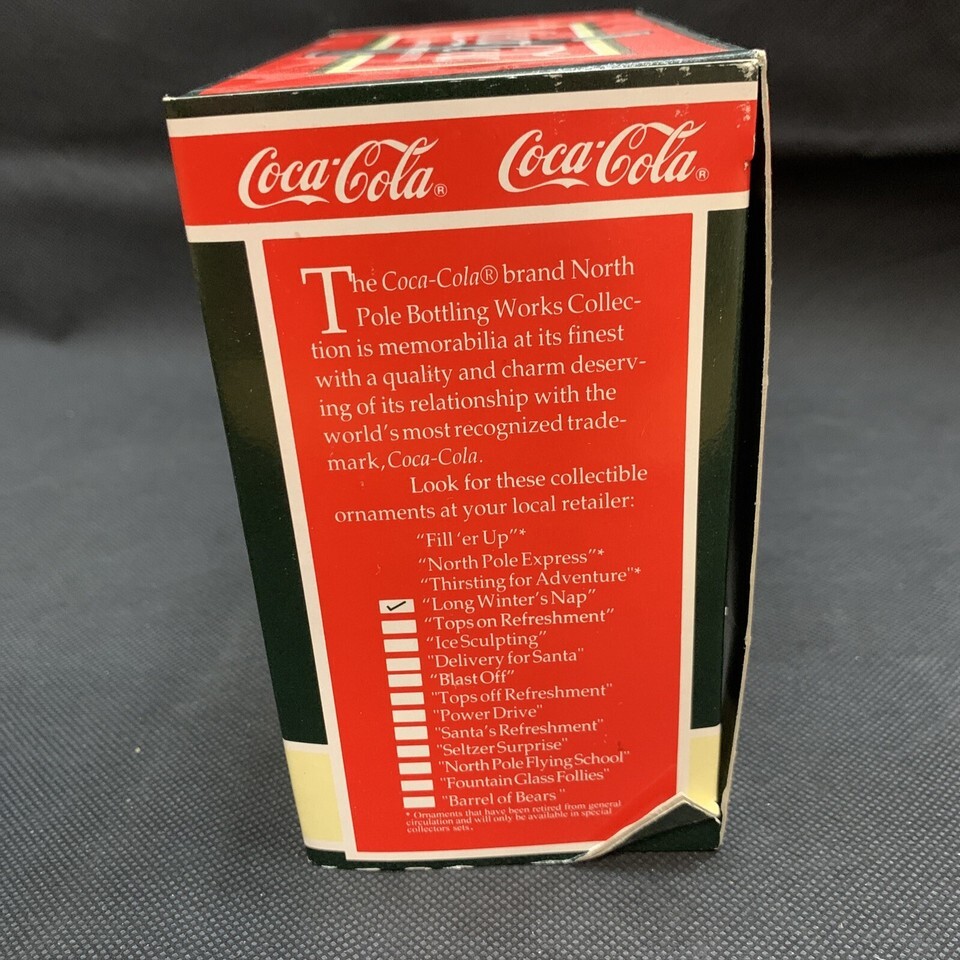 Coca-Cola® Coca-Cola®
The Coca-Cola® brand North
Pole Bottling Works Collec-
tion is memorabilia at its finest
with a quality and charm deserv-
ing of its relationship with the
world's most recognized trade-
mark, Coca-Cola.
Look for these collectible
ornaments at your local retailer:
"Fill 'er Up"*
"North Pole Express"*
"Thirsting for Adventure"*
✓ "Long Winter's Nap"
"Tops on Refreshment"
"Ice Sculpting"
"Delivery for Santa"
"Blast Off"
"Tops off Refreshment"
"Power Drive"
"Santa's Refreshment"
"Seltzer Surprise"
"North Pole Flying School"
"Fountain Glass Follies"
"Barrel of Bears"
* Ornaments that have been retired from general
circulation and will only be available in special
collectors sets.